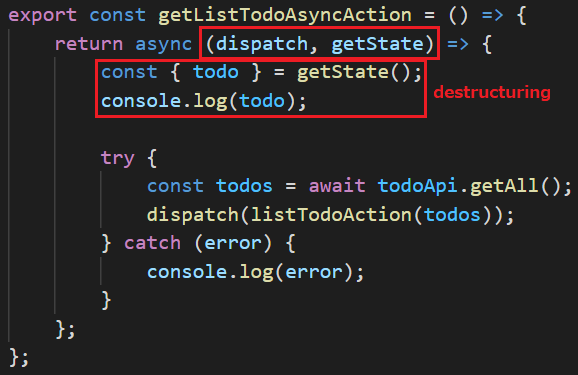 export const getListTodoAsyncAction = () => {
return async (dispatch, getState) => {
const { todo } = getState();
console.log(todo);
destructuring
try {
const todos = await todoApi.getAll();
dispatch(listTodoAction(todos));
} catch (error) {
console.log(error);
}
};
};